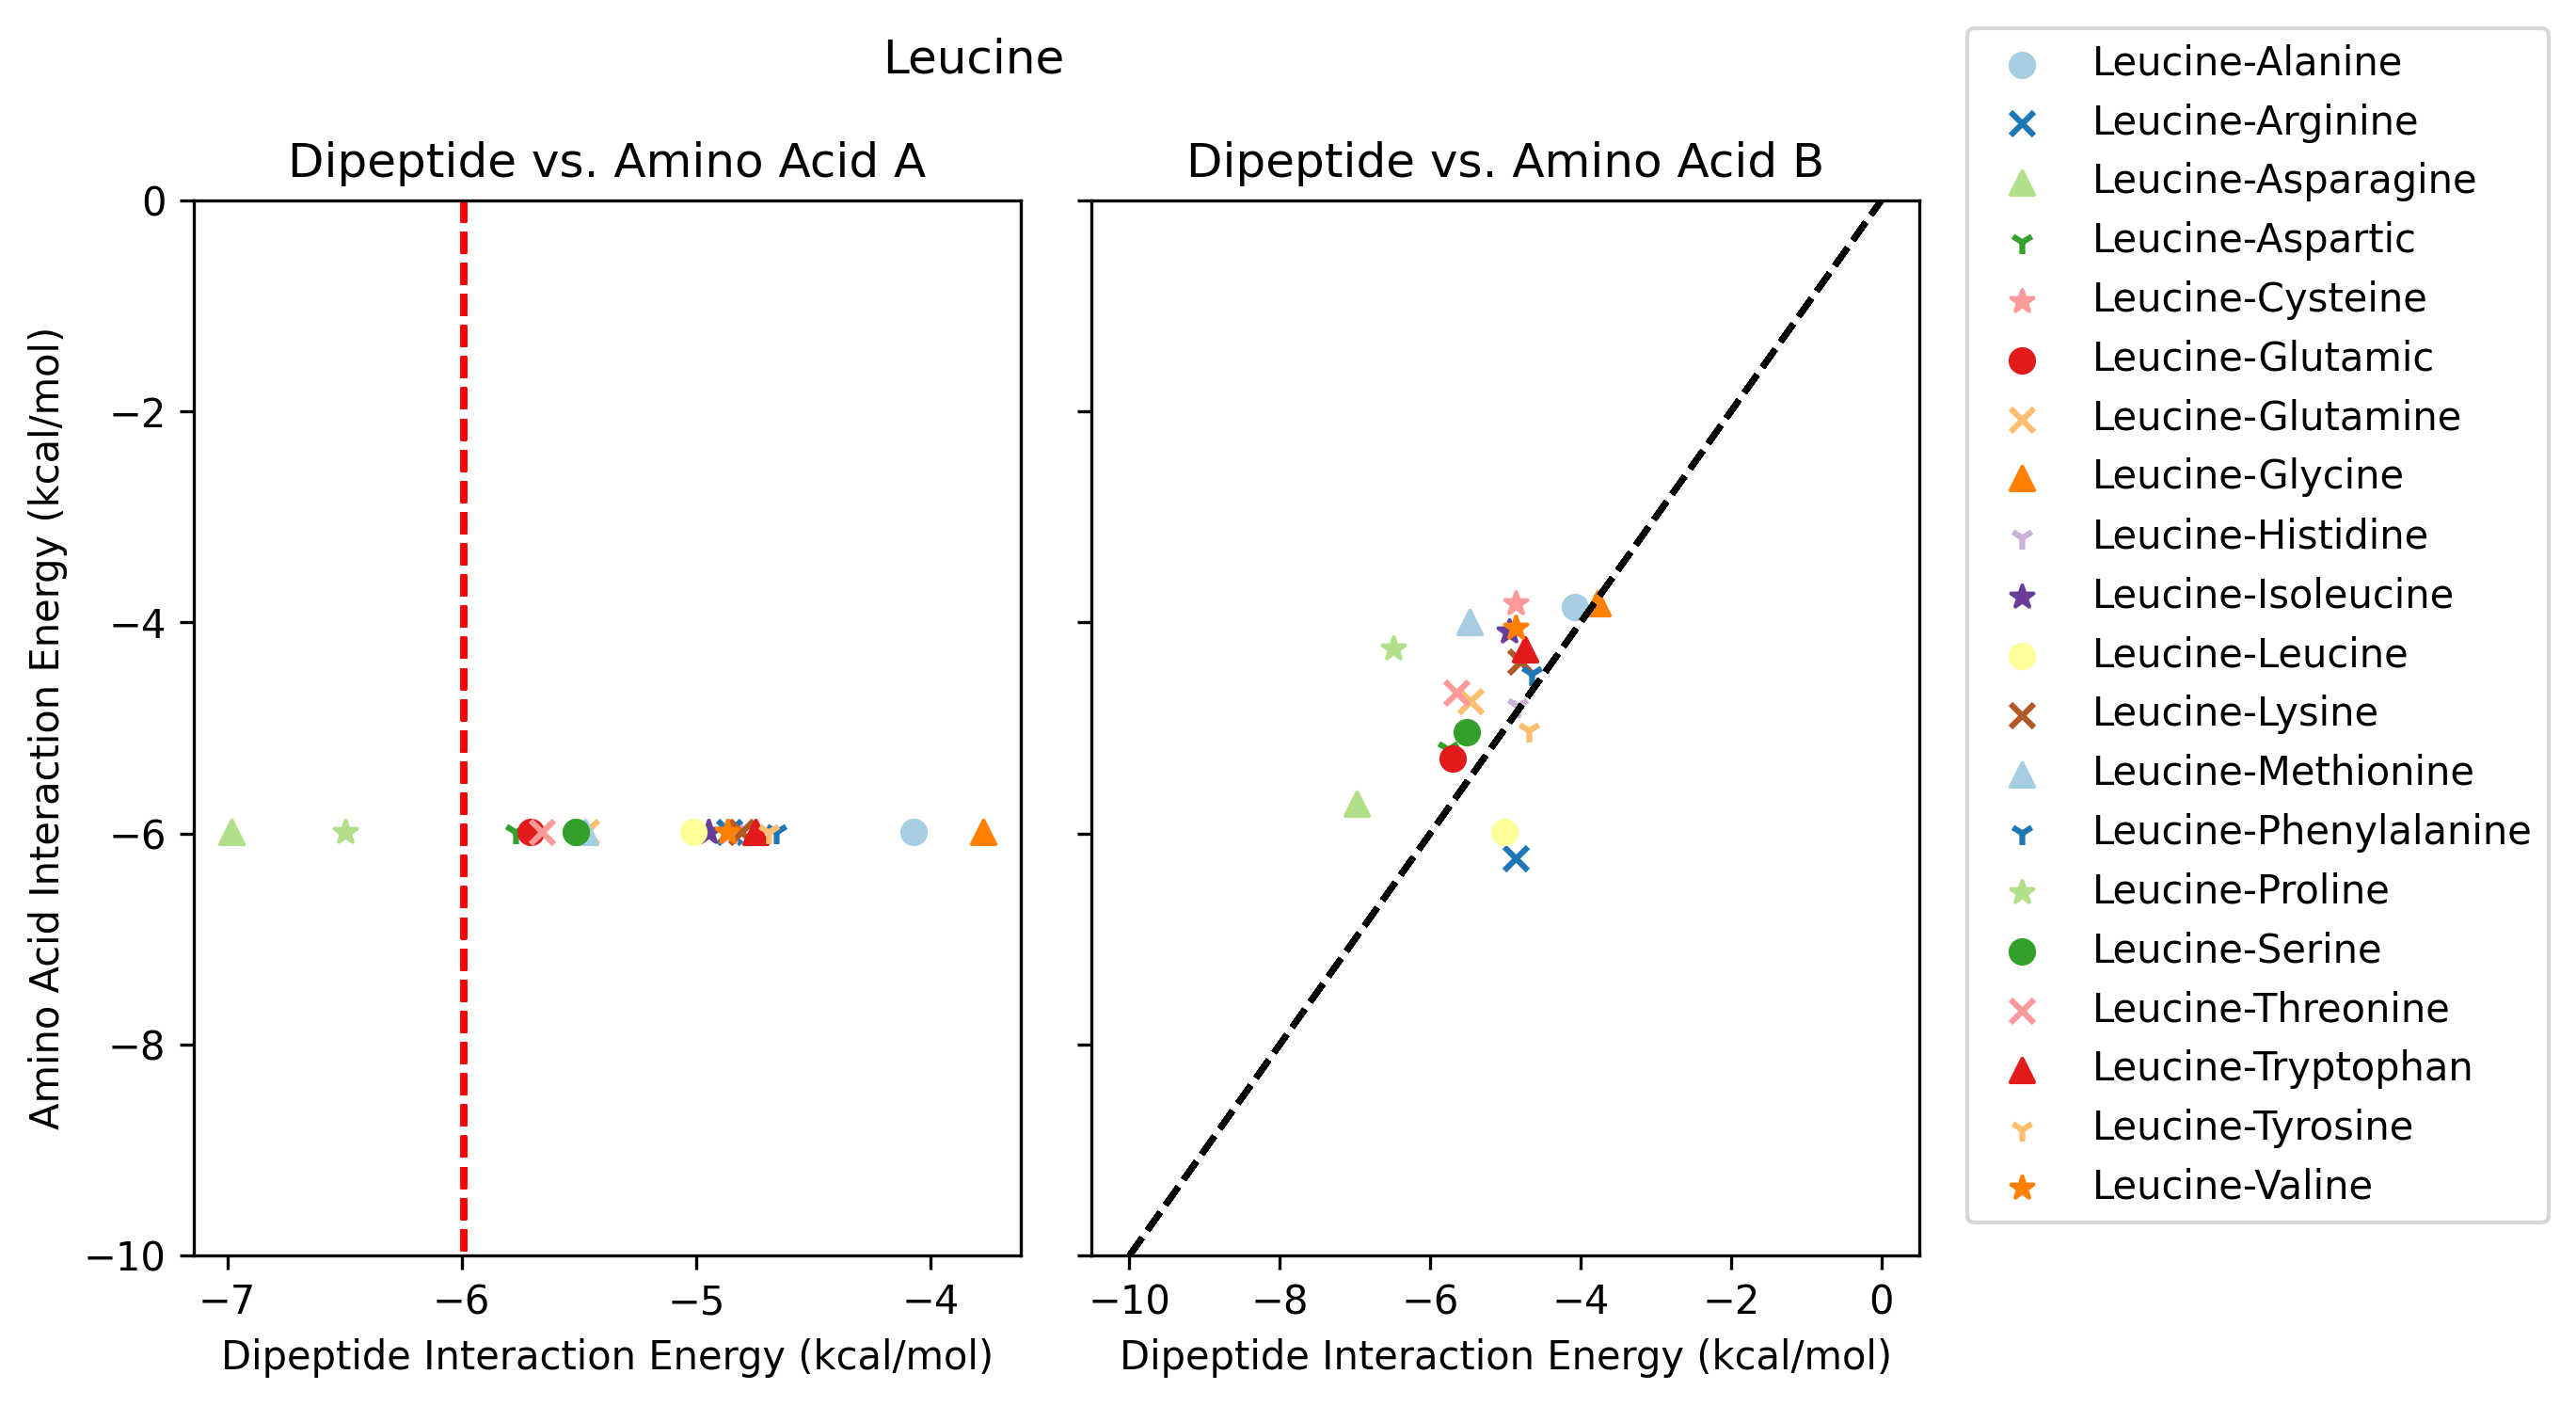 Leucine
Dipeptide vs. Amino Acid A
Dipeptide vs. Amino Acid B
Amino Acid Interaction Energy (kcal/mol)
0
−2
−4
−6
−8
−10
−7
−6
−5
−4
Dipeptide Interaction Energy (kcal/mol)
−10
−8
−6
−4
−2
0
Dipeptide Interaction Energy (kcal/mol)
Leucine-Alanine
Leucine-Arginine
Leucine-Asparagine
Leucine-Aspartic
Leucine-Cysteine
Leucine-Glutamic
Leucine-Glutamine
Leucine-Glycine
Leucine-Histidine
Leucine-Isoleucine
Leucine-Leucine
Leucine-Lysine
Leucine-Methionine
Leucine-Phenylalanine
Leucine-Proline
Leucine-Serine
Leucine-Threonine
Leucine-Tryptophan
Leucine-Tyrosine
Leucine-Valine